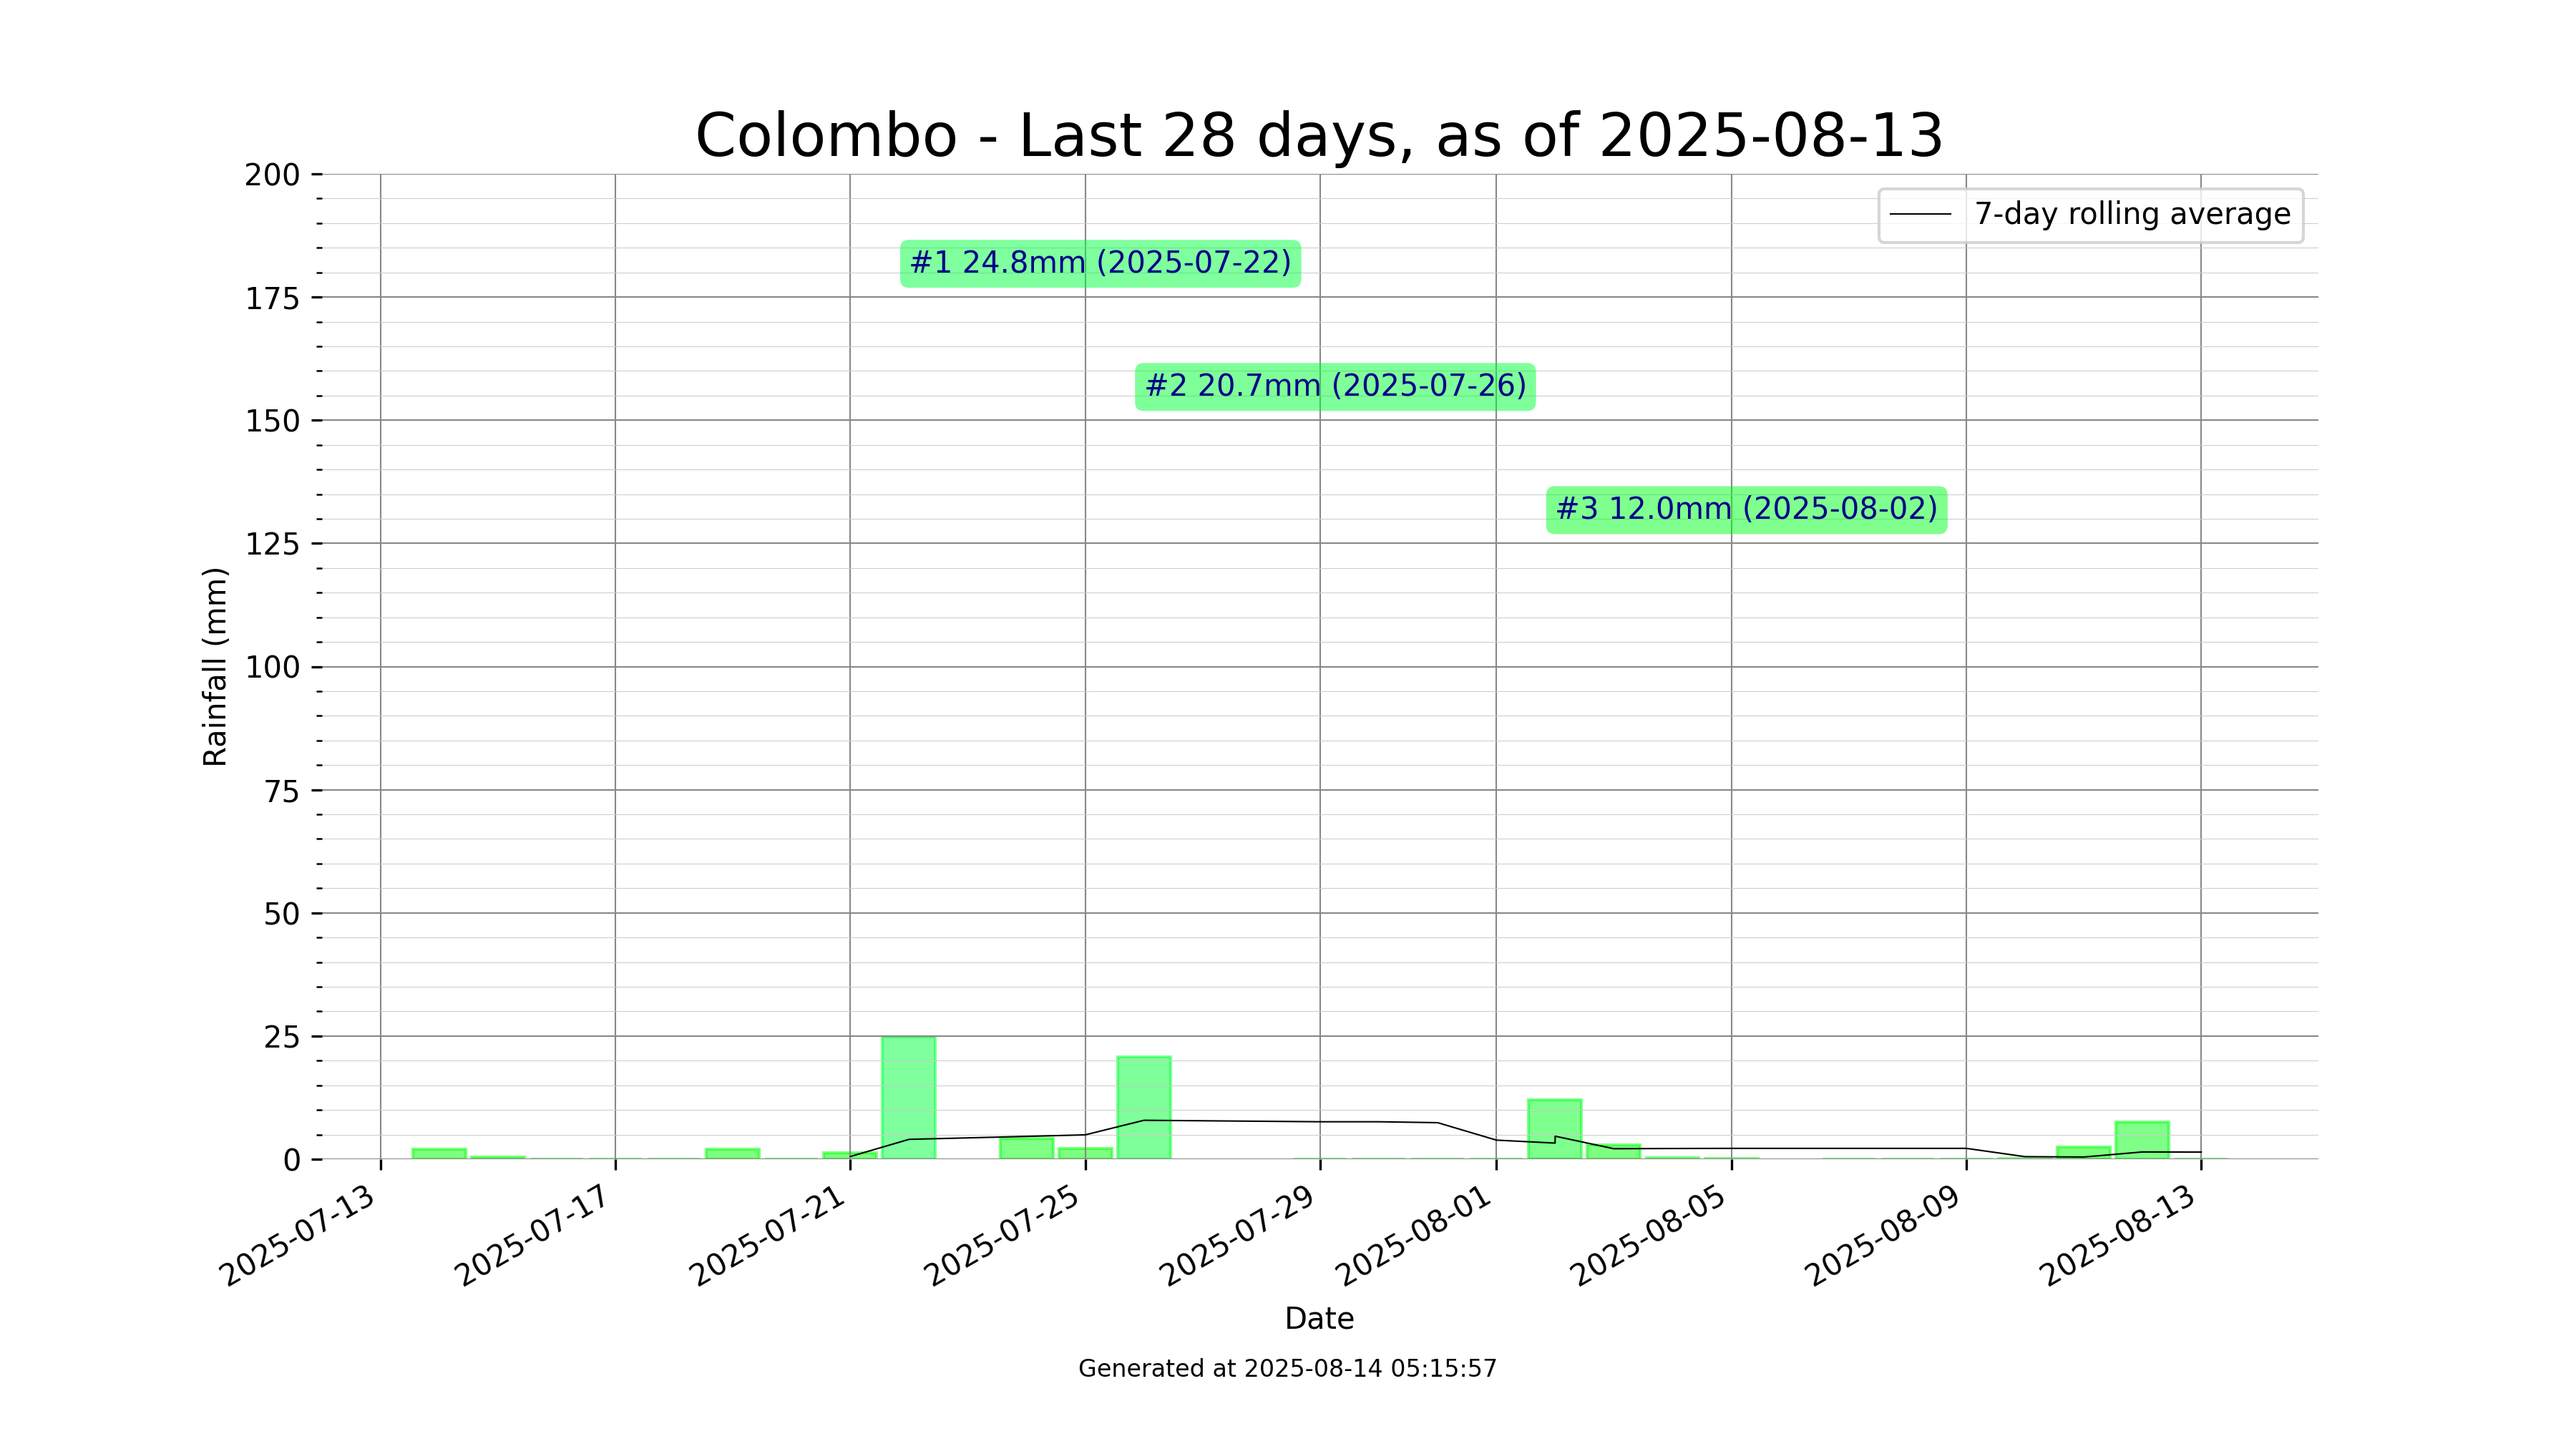 Colombo - Last 28 days, as of 2025-08-13
200
175
150
125
100
75
50
25
0
Rainfall (mm)
7-day rolling average
#1 24.8mm (2025-07-22)
#2 20.7mm (2025-07-26)
#3 12.0mm (2025-08-02)
2025-07-13
2025-07-17
2025-07-21
2025-07-25
2025-07-29
2025-08-01
2025-08-05
2025-08-09
2025-08-13
Date
Generated at 2025-08-14 05:15:57